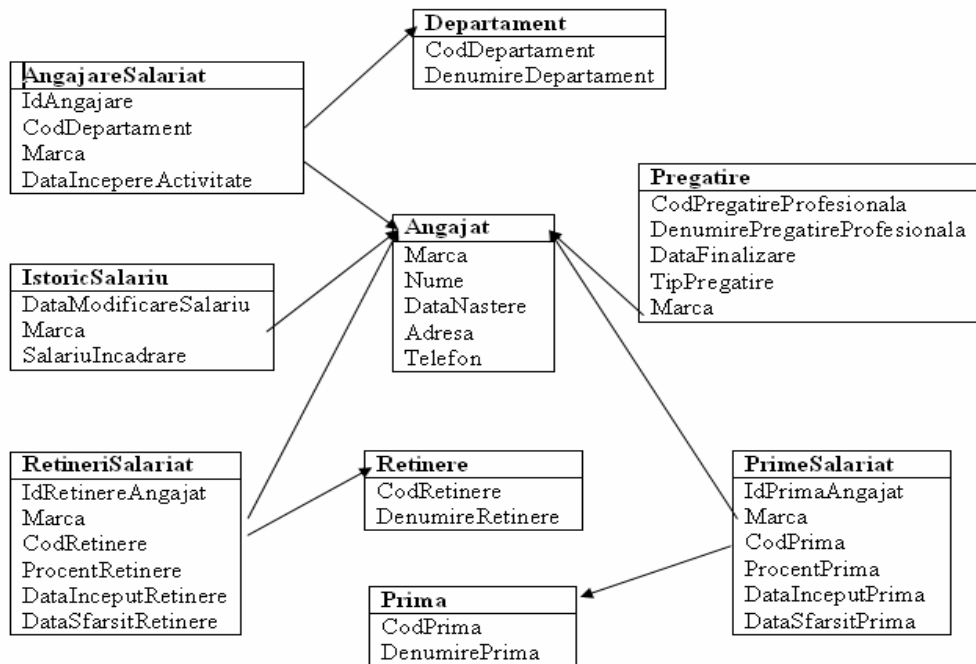 Departament
CodDepartament
DenumireDepartament
AngajareSalariat
IdAngajare
CodDepartament
Marca
DataIncepereActivitate
Pregatire
CodPregatireProfesionala
DenumirePregatireProfesionala
DataFinalizare
TipPregatire
Marca
Angajat
Marca
Nume
DataNastere
Adresa
Telefon
IstoricSalariu
DataModificareSalariu
Marca
SalariuIncadrare
RetineriSalariat
IdRetinereAngajat
Marca
CodRetinere
ProcentRetinere
DataInceputRetinere
DataSfarsitRetinere
Retinere
CodRetinere
DenumireRetinere
PrimeSalariat
IdPrimaAngajat
Marca
CodPrima
ProcentPrima
DataInceputPrima
DataSfarsitPrima
Prima
CodPrima
DenumirePrima